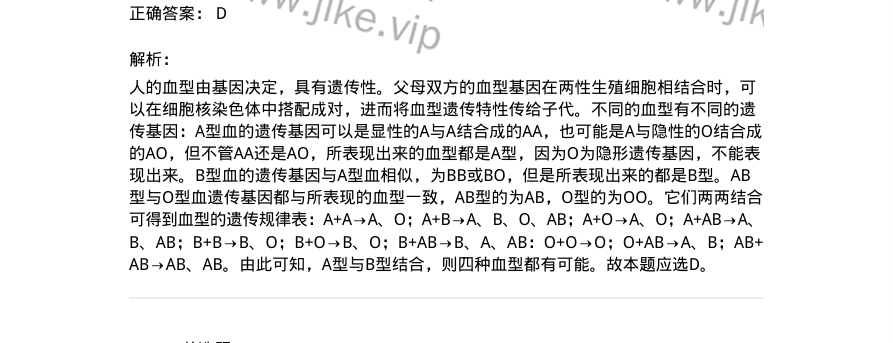 正确答案： D
www.jlke.vip
解析：
人的血型由基因决定，具有遗传性。父母双方的血型基因在两性生殖细胞相结合时，可
以在细胞核染色体中搭配成对，进而将血型遗传特性传给子代。不同的血型有不同的遗
传基因：A型血的遗传基因可以是显性的A与A结合成的AA，也可能是A与隐性的O结合成
的AO，但不管AA还是AO，所表现出来的血型都是A型，因为O为隐形遗传基因，不能表
现出来。B型血的遗传基因与A型血相似，为BB或BO，但是所表现出来的都是B型。AB
型与O型血遗传基因都与所表现的血型一致，AB型的为AB，O型的为OO。它们两两结合
可得到血型的遗传规律表：A+A→A、O；A+B→A、B、O、AB；A+O→A、O；A+AB→A、
B、AB；B+B→B、O；B+O→B、O；B+AB→B、A、AB：O+O→O；O+AB→A、B；AB+
AB→AB、AB。由此可知，A型与B型结合，则四种血型都有可能。故本题应选D。